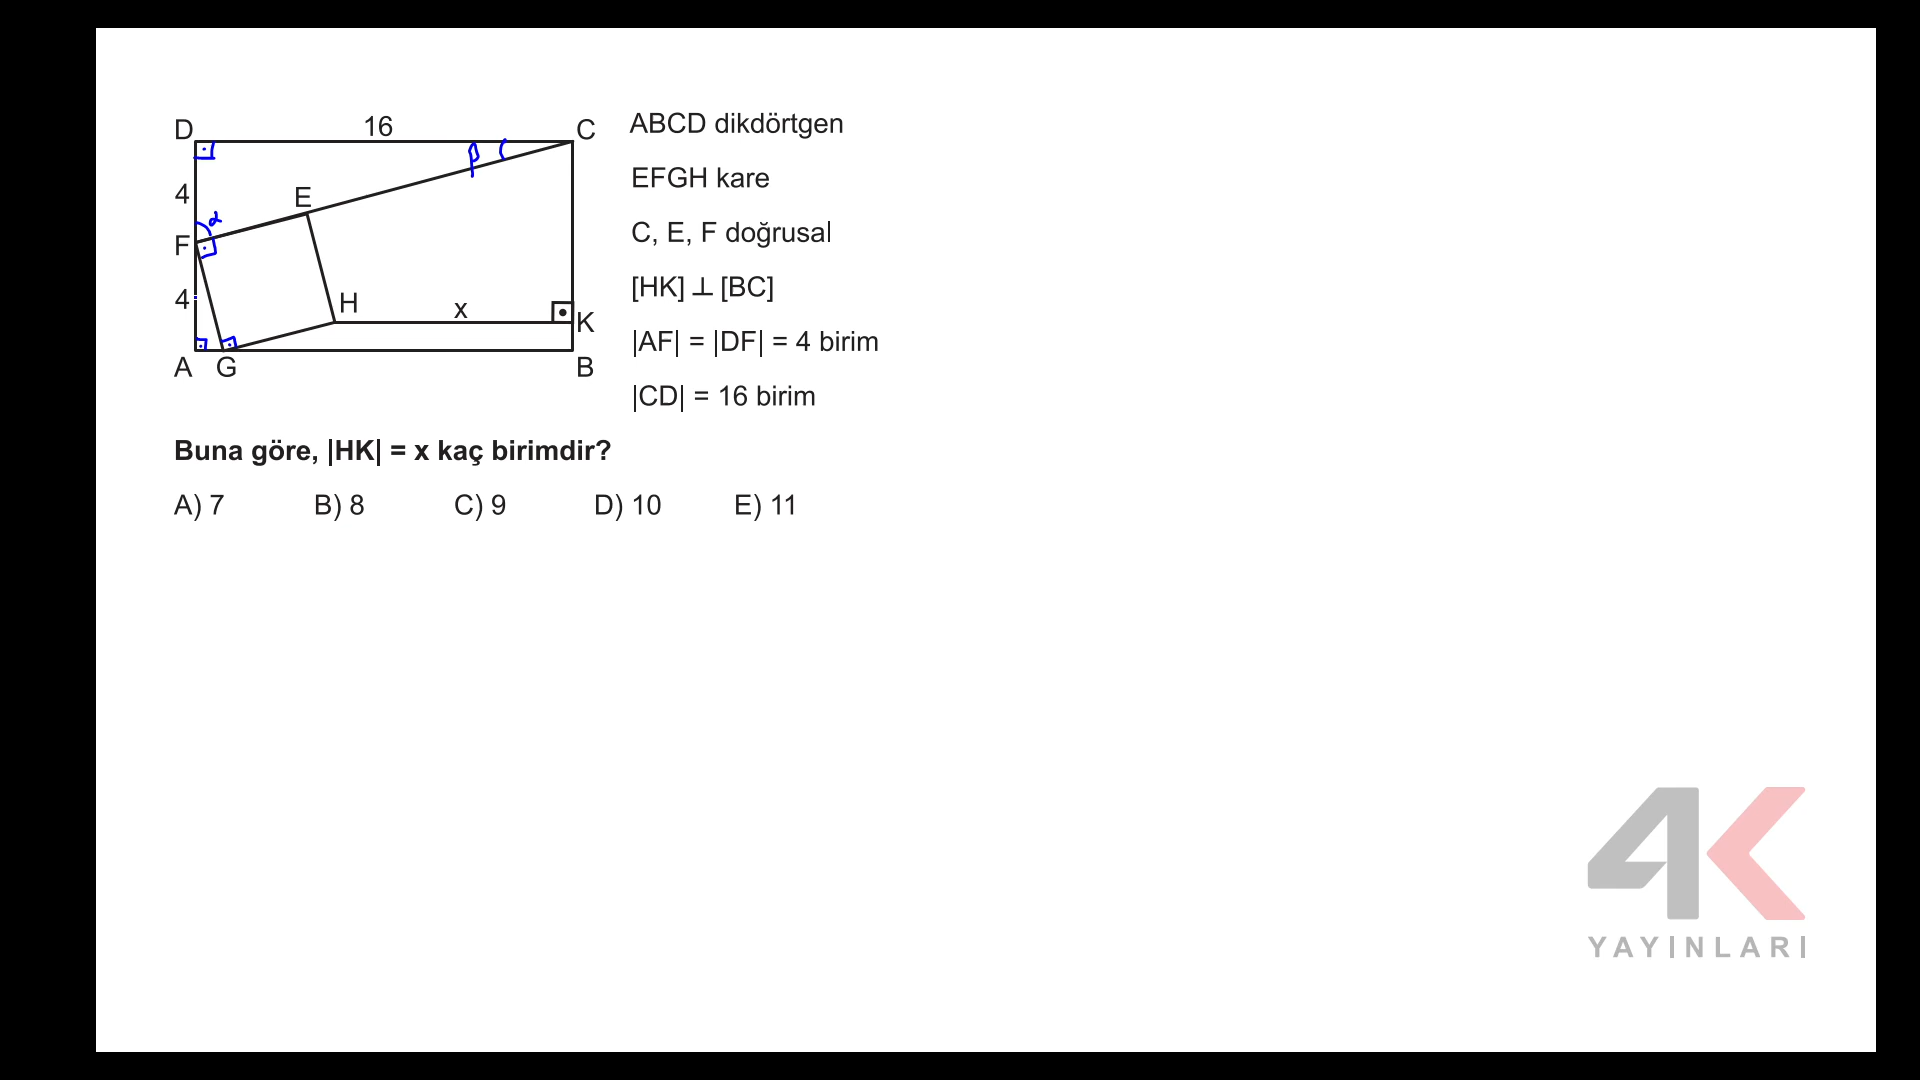 D 16 C
4
E
α
β
F
4
H
x
K
A G B
ABCD dikdörtgen
EFGH kare
C, E, F doğrusal
[HK] ⊥ [BC]
|AF| = |DF| = 4 birim
|CD| = 16 birim
Buna göre, |HK| = x kaç birimdir?
A) 7 B) 8 C) 9 D) 10 E) 11
4K
YAYINLARI